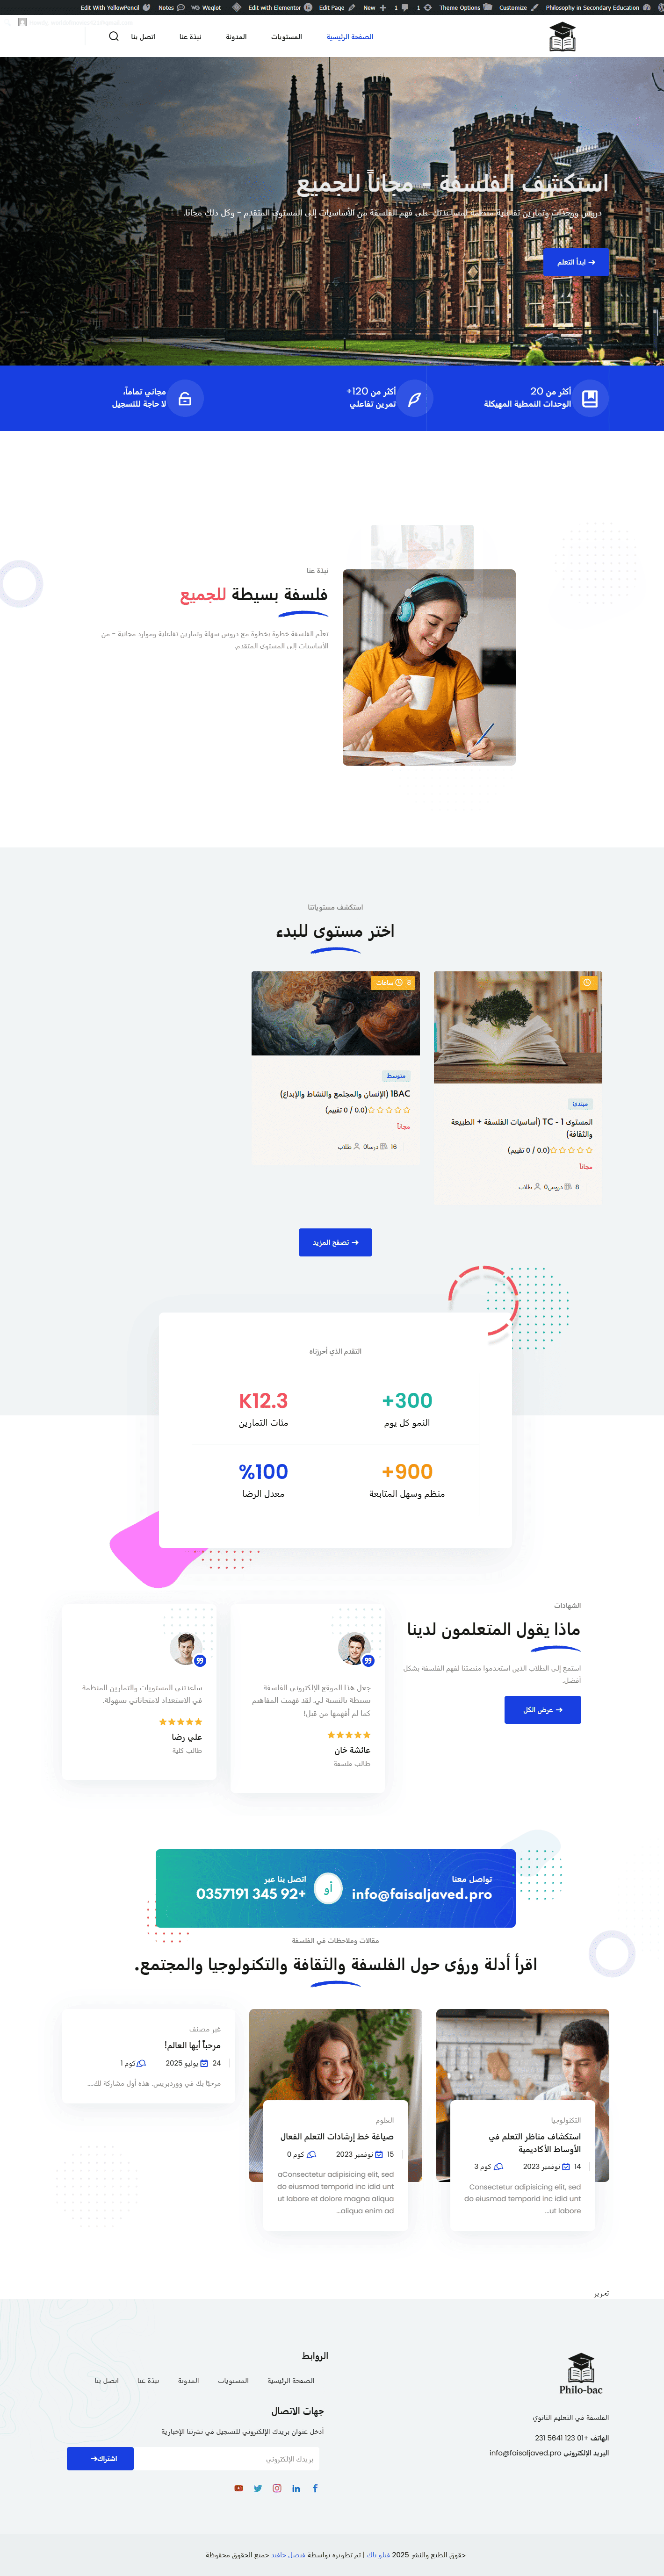 Philosophy in Secondary Education
Customize
Theme Options
1
1
New
Edit Page
Edit with Elementor
Weglot
Notes
Edit With YellowPencil
الصفحة الرئيسية
المستويات
المدونة
نبذة عنا
اتصل بنا
استكشف الفلسفة – مجاناً للجميع
دروس ووحدات وتمارين تفاعلية منظمة لمساعدتك على فهم الفلسفة من الأساسيات إلى المستوى المتقدم – وكل ذلك مجانًا.
ابدأ التعلم
أكثر من 20
الوحدات النمطية المهيكلة
أكثر من 120+
تمرين تفاعلي
مجاني تماماً،
لا حاجة للتسجيل
نبذة عنا
فلسفة بسيطة للجميع
تعلّم الفلسفة خطوة بخطوة مع دروس سهلة وتمارين تفاعلية وموارد مجانية – من
الأساسيات إلى المستوى المتقدم.
استكشف مستوياتنا
اختر مستوى للبدء
مبتدئ
المستوى 1 - TC (أساسيات الفلسفة + الطبيعة
والثقافة)
(0.0 / 0 تقييم)
مجاناً
8 دروس
0 طلاب
8 ساعات
متوسط
1BAC (الإنسان والمجتمع والنشاط والإبداع)
(0.0 / 0 تقييم)
مجاناً
16 درساً
0 طلاب
تصفح المزيد
التقدم الذي أحرزناه
+300
النمو كل يوم
K12.3
مئات التمارين
+900
منظم وسهل المتابعة
%100
معدل الرضا
الشهادات
ماذا يقول المتعلمون لدينا
استمع إلى الطلاب الذين استخدموا منصتنا لفهم الفلسفة بشكل
أفضل.
عرض الكل
جعل هذا الموقع الإلكتروني الفلسفة
بسيطة بالنسبة لي. لقد فهمت المفاهيم
كما لم أفهمها من قبل!
عائشة خان
طالب فلسفة
ساعدتني المستويات والتمارين المنظمة
في الاستعداد لامتحاناتي بسهولة.
علي رضا
طالب كلية
تواصل معنا
info@faisaljaved.pro
أو
اتصل بنا عبر
+92 345 0357191
مقالات وملاحظات في الفلسفة
اقرأ أدلة ورؤى حول الفلسفة والثقافة والتكنولوجيا والمجتمع.
التكنولوجيا
استكشاف مناظر التعلم في
الأوساط الأكاديمية
14 نوفمبر 2023
كوم 3
Consectetur adipisicing elit, sed
do eiusmod temporid inc idid unt
ut labore...
العلوم
صياغة خط إرشادات التعلم الفعال
15 نوفمبر 2023
كوم 0
aConsectetur adipisicing elit, sed
do eiusmod temporid inc idid unt
ut labore et dolore magna aliqua
aliqua enim ad...
غير مصنف
مرحباً أيها العالم!
24 يوليو 2025
كوم 1
مرحبًا بك في ووردبريس. هذه أول مشاركة لك....
تحرير
Philo-bac
الفلسفة في التعليم الثانوي
الهاتف +01 123 5641 231
البريد الإلكتروني info@faisaljaved.pro
الروابط
الصفحة الرئيسية
المستويات
المدونة
نبذة عنا
اتصل بنا
جهات الاتصال
أدخل عنوان بريدك الإلكتروني للتسجيل في نشرتنا الإخبارية
بريدك الإلكتروني
اشتراك
حقوق الطبع والنشر 2025 فيلو باك | تم تطويره بواسطة فيصل جافيد جميع الحقوق محفوظة